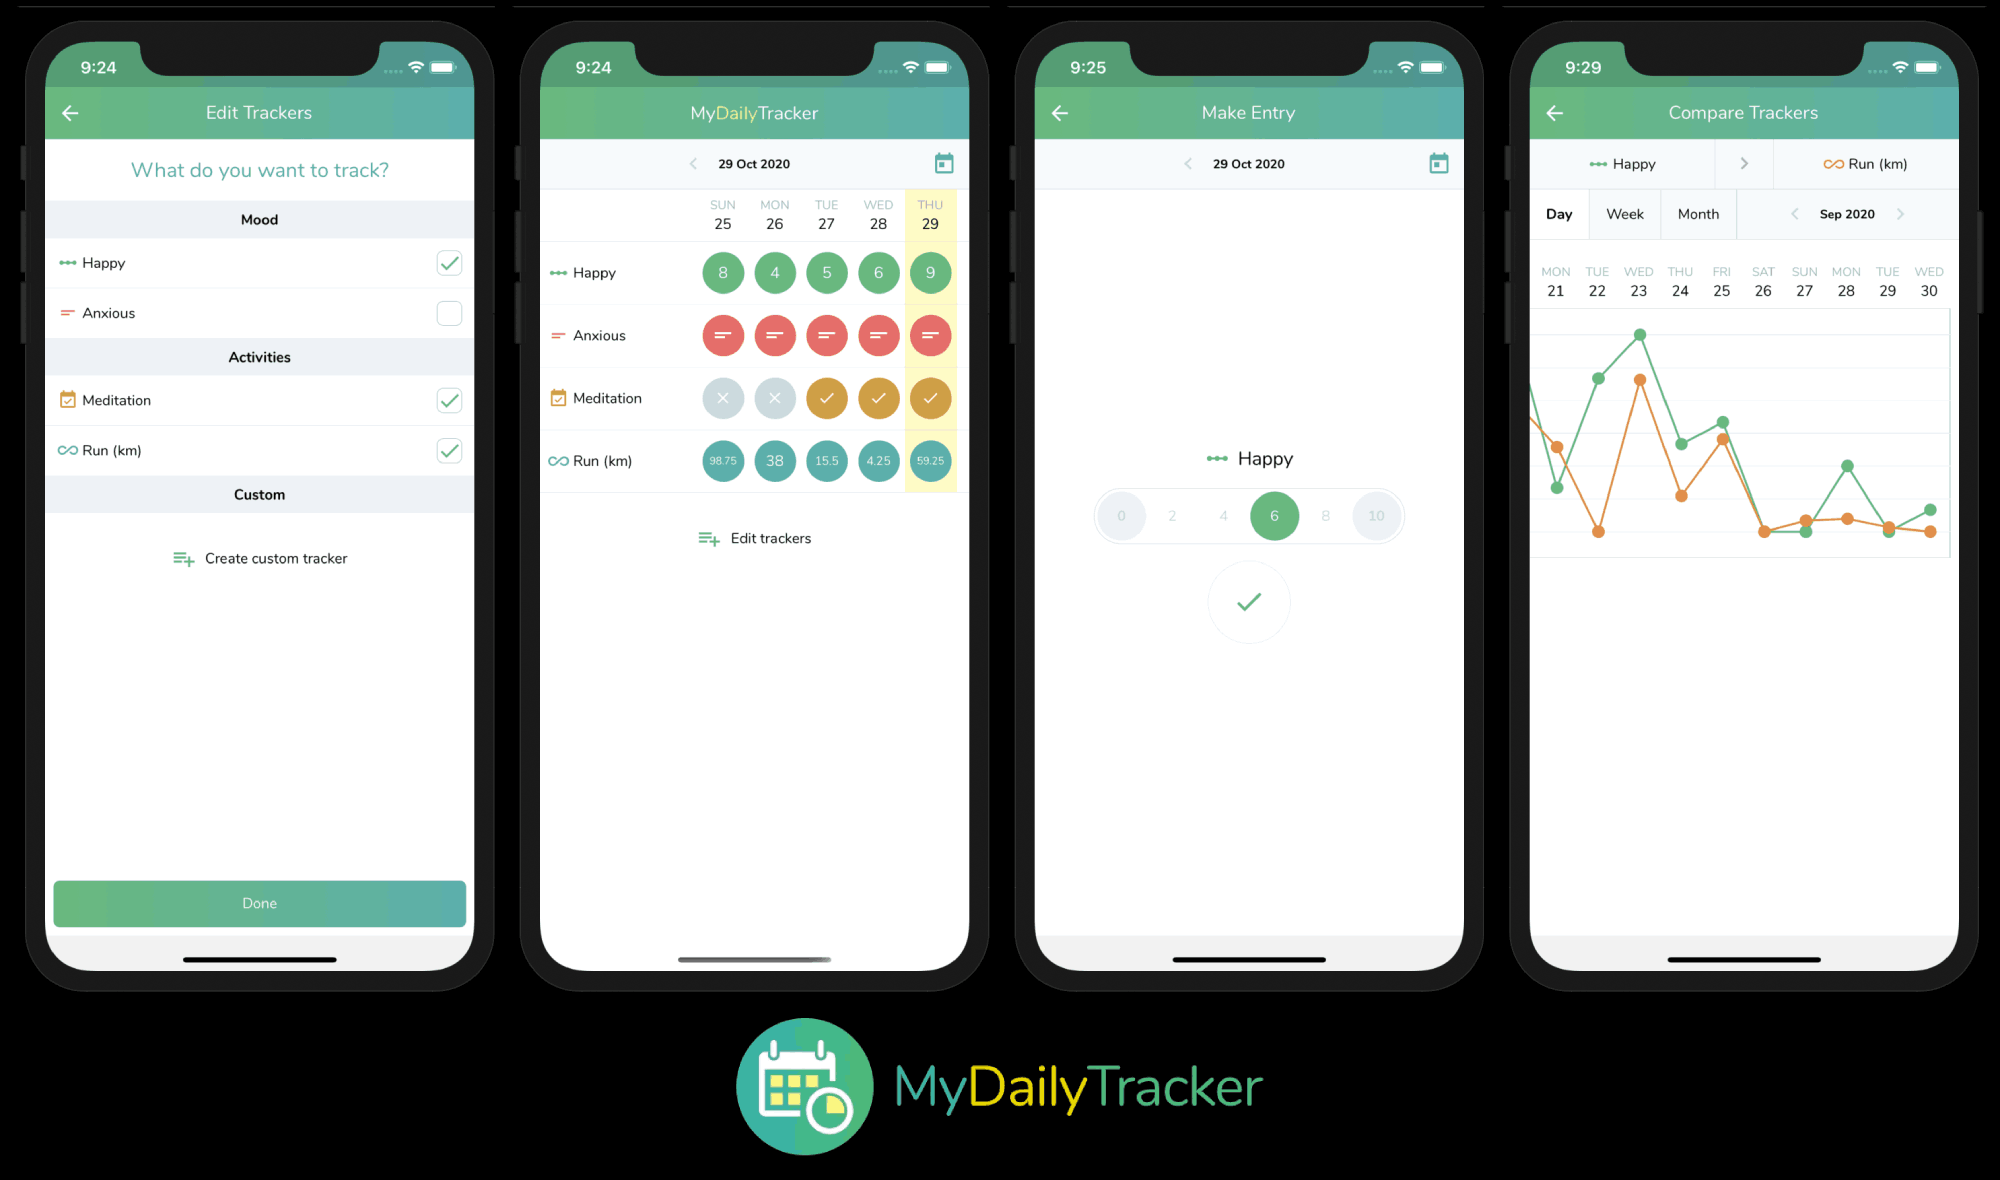 9:24
Edit Trackers
What do you want to track?
Mood
Happy
Anxious
Activities
Meditation
Run (km)
Custom
Create custom tracker
Done
9:24
MyDailyTracker
29 Oct 2020
SUN MON TUE WED THU
25 26 27 28 29
Happy 8 4 5 6 9
Anxious
Meditation
Run (km) 98.75 38 15.5 4.25 59.25
Edit trackers
9:25
Make Entry
29 Oct 2020
Happy
0 2 4 6 8 10
9:29
Compare Trackers
Happy Run (km)
Day Week Month Sep 2020
MON TUE WED THU FRI SAT SUN MON TUE WED
21 22 23 24 25 26 27 28 29 30
MyDailyTracker